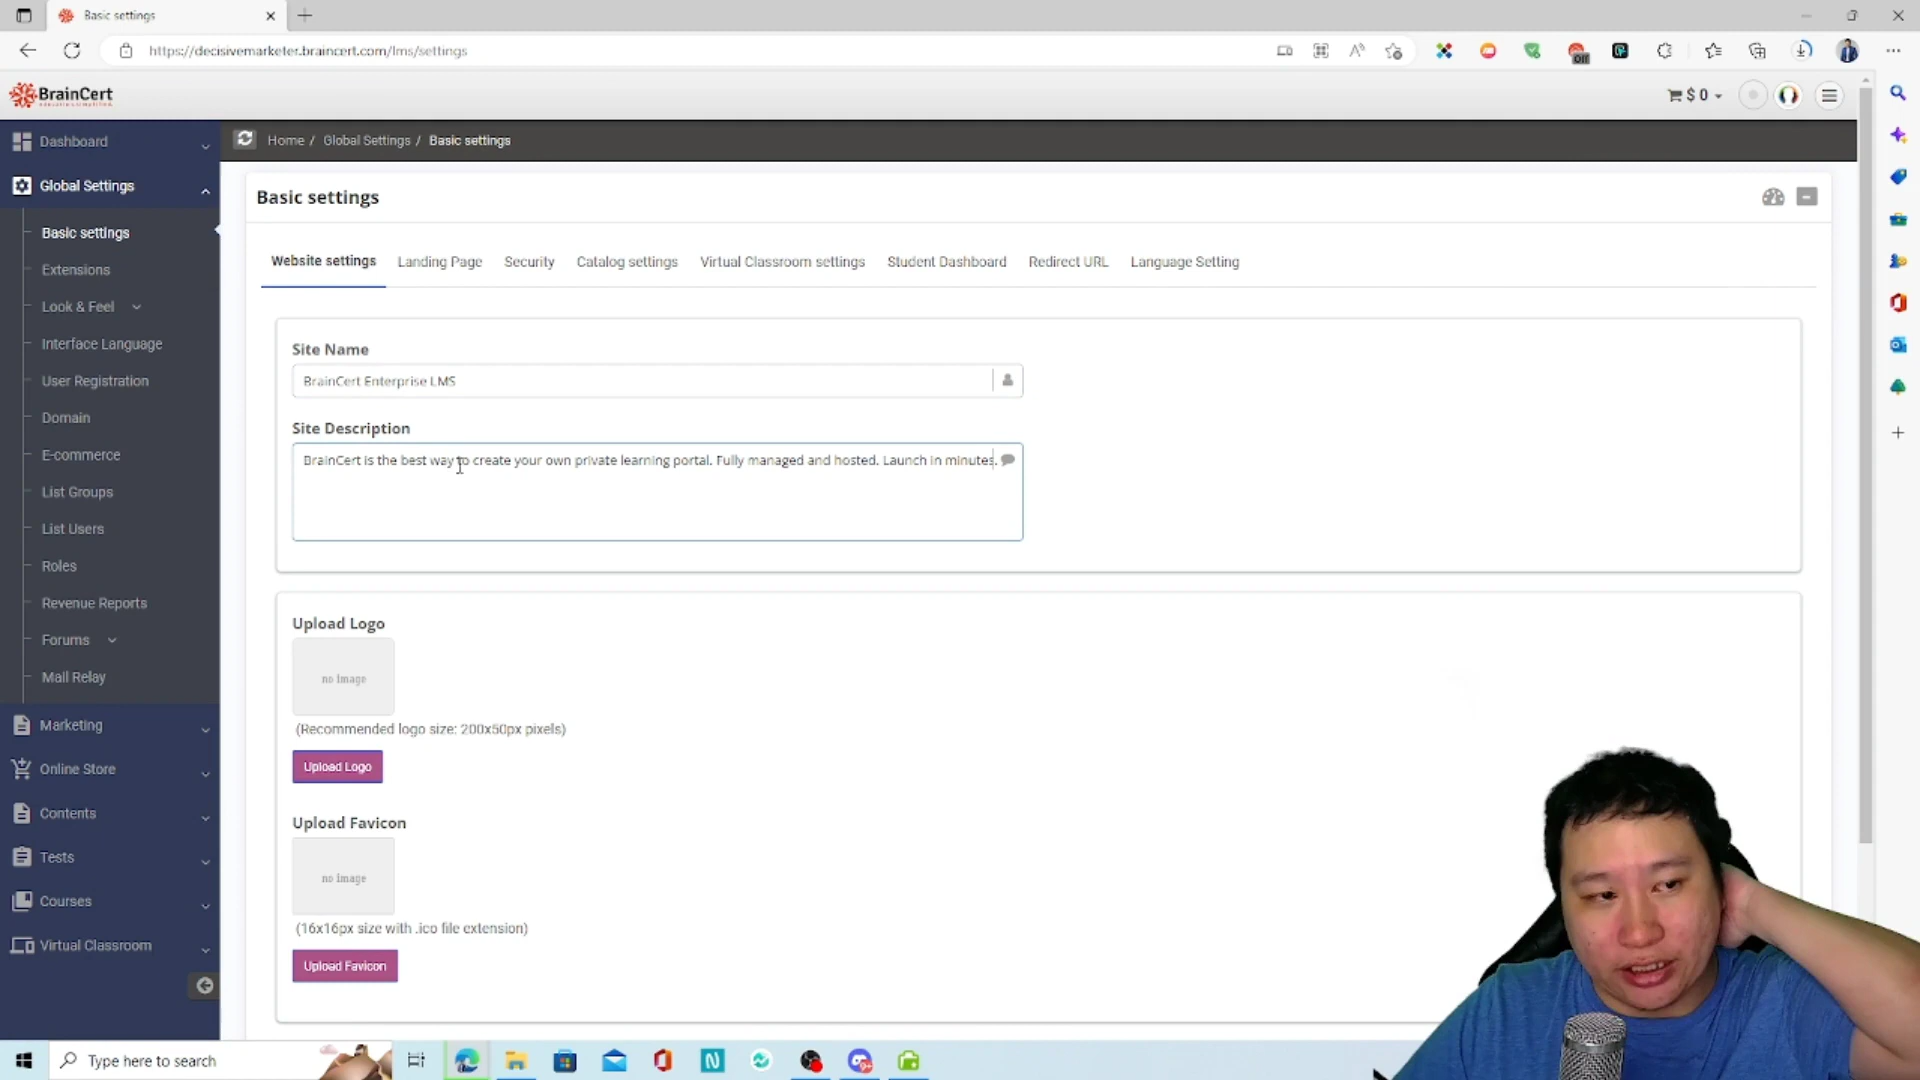 Basic settings
https://decisivemarketer.braincert.com/lms/settings
OFF
BrainCert
$ 0
Dashboard
Global Settings
Basic settings
Extensions
Look & Feel
Interface Language
User Registration
Domain
E-commerce
List Groups
List Users
Roles
Revenue Reports
Forums
Mail Relay
Marketing
Online Store
Contents
Tests
Courses
Virtual Classroom
Home / Global Settings / Basic settings
Basic settings
Website settings Landing Page Security Catalog settings Virtual Classroom settings Student Dashboard Redirect URL Language Setting
Site Name
BrainCert Enterprise LMS
Site Description
BrainCert is the best way to create your own private learning portal. Fully managed and hosted. Launch in minutes.
Upload Logo
no image
(Recommended logo size: 200x50px pixels)
Upload Logo
Upload Favicon
no image
(16x16px size with .ico file extension)
Upload Favicon
Type here to search